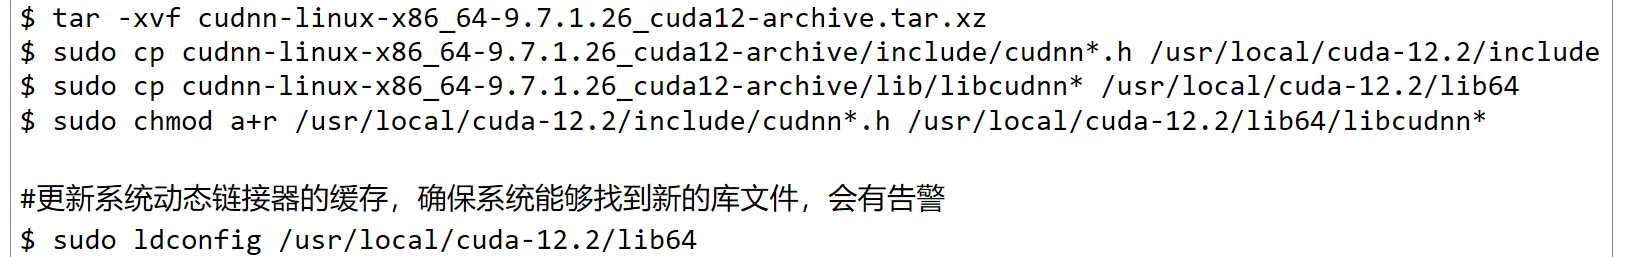 $ tar -xvf cudnn-linux-x86_64-9.7.1.26_cuda12-archive.tar.xz
$ sudo cp cudnn-linux-x86_64-9.7.1.26_cuda12-archive/include/cudnn*.h /usr/local/cuda-12.2/include
$ sudo cp cudnn-linux-x86_64-9.7.1.26_cuda12-archive/lib/libcudnn* /usr/local/cuda-12.2/lib64
$ sudo chmod a+r /usr/local/cuda-12.2/include/cudnn*.h /usr/local/cuda-12.2/lib64/libcudnn*
#更新系统动态链接器的缓存，确保系统能够找到新的库文件，会有告警
$ sudo ldconfig /usr/local/cuda-12.2/lib64